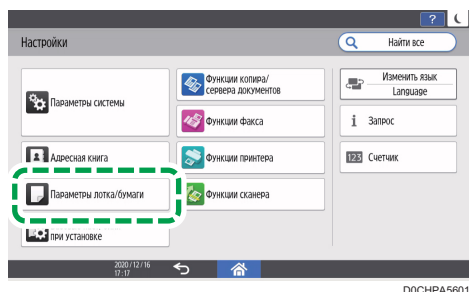 ?
Настройки
Найти все
Параметры системы
Функции копира/
сервера документов
Изменить язык
Language
Функции факса
i Запрос
Адресная книга
Функции принтера
123 Счетчик
Параметры лотка/бумаги
Функции сканера
при установке
2020/12/16
17:17
D0CHPA5601